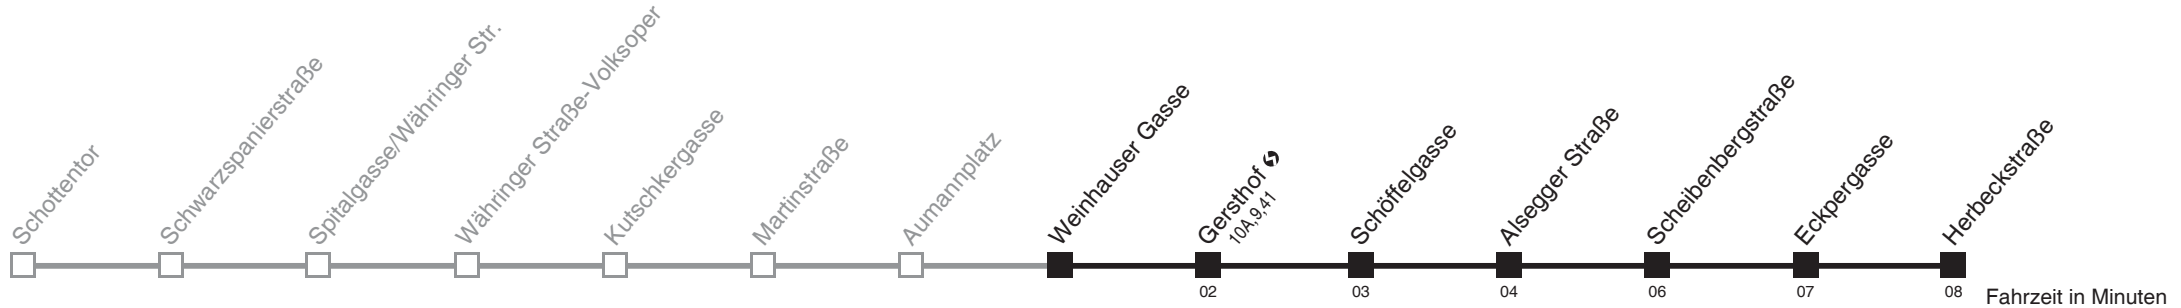 Schottentor
Schwarzspanierstraße
Spitalgasse/Währinger Str.
Währinger Straße-Volksoper
Kutschkergasse
Martinstraße
Aumannplatz
Weinhauser Gasse
Gersthof
10A,9,41
Schöffelgasse
Alsegger Straße
Scheibenbergstraße
Eckpergasse
Herbeckstraße
02 03 04 06 07 08 Fahrzeit in Minuten